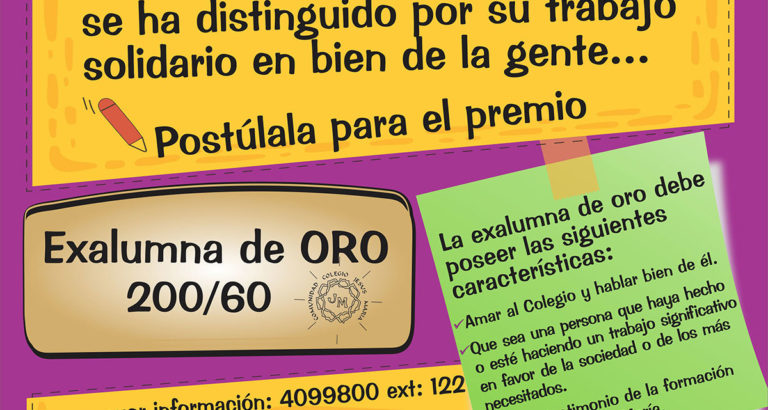 se ha distinguido por su trabajo
solidario en bien de la gente...
Postúlala para el premio
Exalumna de ORO
200/60
COMUNIDAD COLEGIO JESÚS MARÍA
JM
La exalumna de oro debe
poseer las siguientes
características:
Amar al Colegio y hablar bien de él.
Que sea una persona que haya hecho
o esté haciendo un trabajo significativo
en favor de la sociedad o de los más
necesitados.
de la formación
información: 4099800 ext: 122